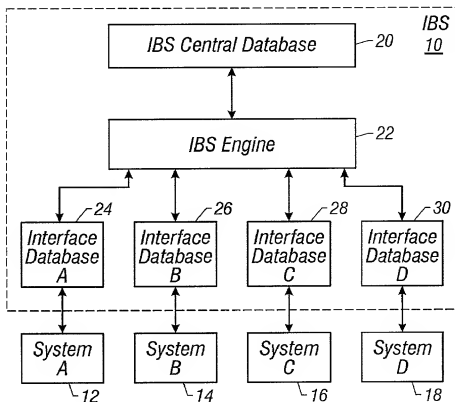 IBS
10
IBS Central Database
20
IBS Engine
22
24
26
28
30
Interface
Database
A
Interface
Database
B
Interface
Database
C
Interface
Database
D
System
A
System
B
System
C
System
D
12
14
16
18